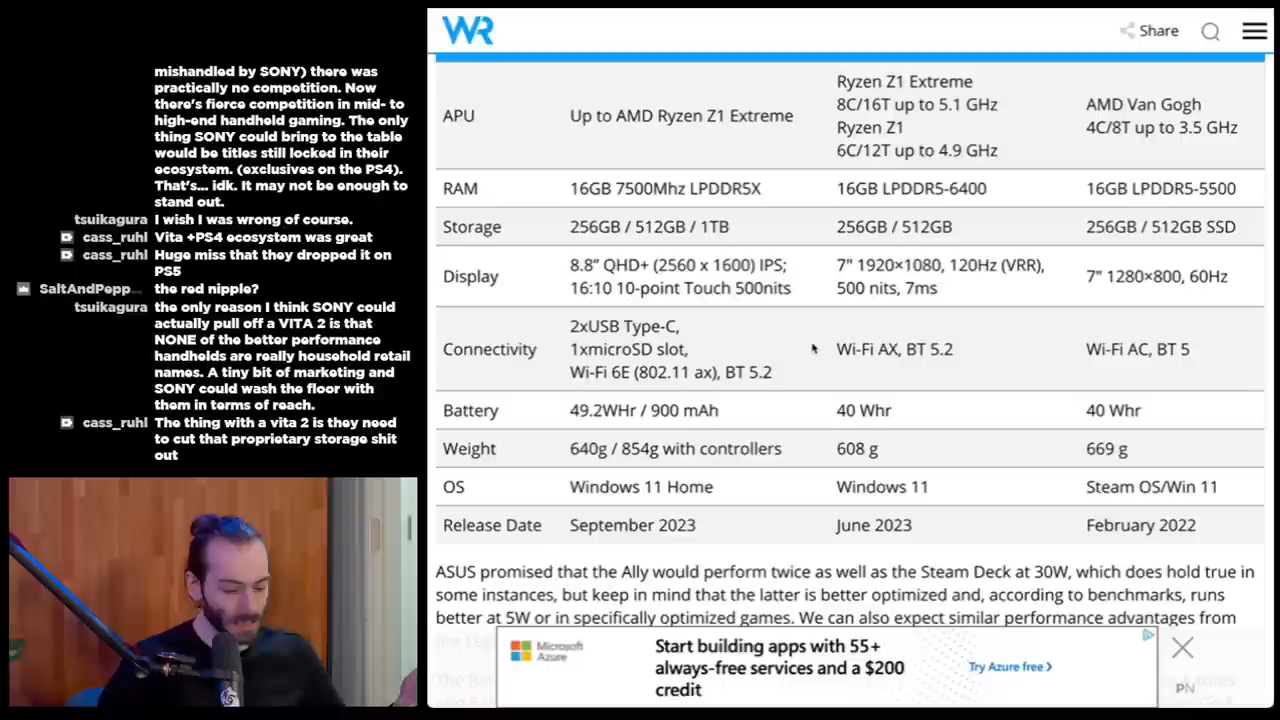 mishandled by SONY) there was
practically no competition. Now
there's fierce competition in mid- to
high-end handheld gaming. The only
thing SONY could bring to the table
would be titles still locked in their
ecosystem. (exclusives on the PS4).
That's... idk. It may not be enough to
stand out.
tsuikagura I wish I was wrong of course.
cass_ruhl Vita +PS4 ecosystem was great
cass_ruhl Huge miss that they dropped it on
PS5
SaltAndPepp... the red nipple?
tsuikagura the only reason I think SONY could
actually pull off a VITA 2 is that
NONE of the better performance
handhelds are really household retail
names. A tiny bit of marketing and
SONY could wash the floor with
them in terms of reach.
cass_ruhl The thing with a vita 2 is they need
to cut that proprietary storage shit
out
WR
Share
APU
Up to AMD Ryzen Z1 Extreme
Ryzen Z1 Extreme
8C/16T up to 5.1 GHz
Ryzen Z1
6C/12T up to 4.9 GHz
AMD Van Gogh
4C/8T up to 3.5 GHz
RAM
16GB 7500Mhz LPDDR5X
16GB LPDDR5-6400
16GB LPDDR5-5500
Storage
256GB / 512GB / 1TB
256GB / 512GB
256GB / 512GB SSD
Display
8.8” QHD+ (2560 x 1600) IPS;
16:10 10-point Touch 500nits
7" 1920×1080, 120Hz (VRR),
500 nits, 7ms
7" 1280×800, 60Hz
Connectivity
2xUSB Type-C,
1xmicroSD slot,
Wi-Fi 6E (802.11 ax), BT 5.2
Wi-Fi AX, BT 5.2
Wi-Fi AC, BT 5
Battery
49.2WHr / 900 mAh
40 Whr
40 Whr
Weight
640g / 854g with controllers
608 g
669 g
OS
Windows 11 Home
Windows 11
Steam OS/Win 11
Release Date
September 2023
June 2023
February 2022
ASUS promised that the Ally would perform twice as well as the Steam Deck at 30W, which does hold true in
some instances, but keep in mind that the latter is better optimized and, according to benchmarks, runs
better at 5W or in specifically optimized games. We can also expect similar performance advantages from
Microsoft
Azure
Start building apps with 55+
always-free services and a $200
credit
Try Azure free
PN